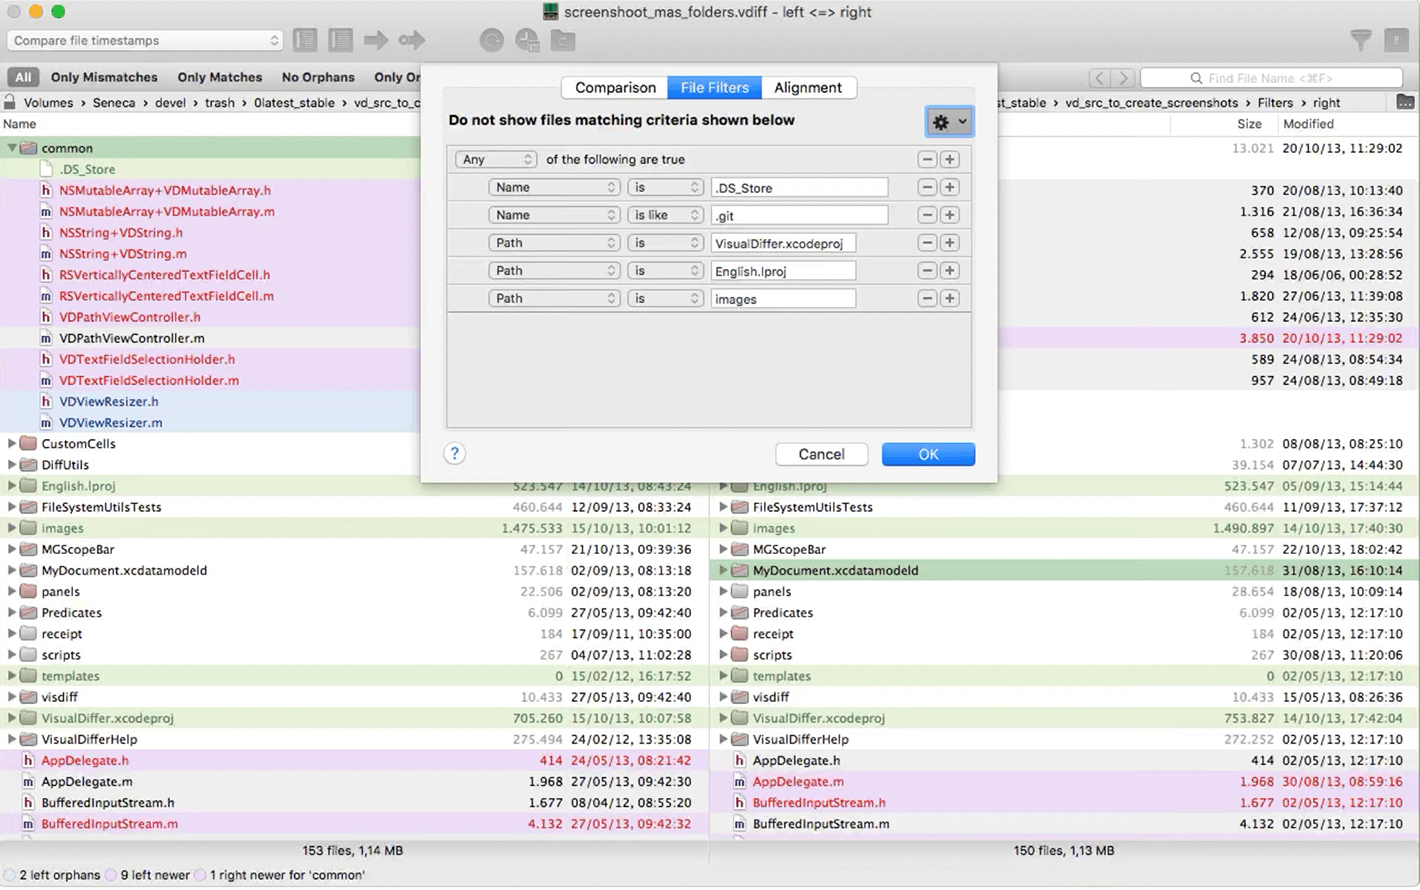 screenshoot_mas_folders.vdiff - left <=> right
Compare file timestamps
All Only Mismatches Only Matches No Orphans Only Or
Find File Name <⌘F>
Volumes › Seneca › devel › trash › 0latest_stable › vd_src_to_c
st_stable › vd_src_to_create_screenshots › Filters › right
Name
Size Modified
Comparison File Filters Alignment
Do not show files matching criteria shown below
Any of the following are true
Name is .DS_Store
Name is like .git
Path is VisualDiffer.xcodeproj
Path is English.lproj
Path is images
? Cancel OK
common
.DS_Store
NSMutableArray+VDMutableArray.h
NSMutableArray+VDMutableArray.m
NSString+VDString.h
NSString+VDString.m
RSVerticallyCenteredTextFieldCell.h
RSVerticallyCenteredTextFieldCell.m
VDPathViewController.h
VDPathViewController.m
VDTextFieldSelectionHolder.h
VDTextFieldSelectionHolder.m
VDViewResizer.h
VDViewResizer.m
CustomCells
DiffUtils
English.lproj 523.547 14/10/13, 08:43:24
FileSystemUtilsTests 460.644 12/09/13, 08:33:24
images 1.475.533 15/10/13, 10:01:12
MGScopeBar 47.157 21/10/13, 09:39:36
MyDocument.xcdatamodeld 157.618 02/09/13, 08:13:18
panels 22.506 02/09/13, 08:13:20
Predicates 6.099 27/05/13, 09:42:40
receipt 184 17/09/11, 10:35:00
scripts 267 04/07/13, 11:02:28
templates 0 15/02/12, 16:17:52
visdiff 10.433 27/05/13, 09:42:40
VisualDiffer.xcodeproj 705.260 15/10/13, 10:07:58
VisualDifferHelp 275.494 24/02/12, 13:35:08
h AppDelegate.h 414 24/05/13, 08:21:42
m AppDelegate.m 1.968 27/05/13, 09:42:30
h BufferedInputStream.h 1.677 08/04/12, 08:55:20
m BufferedInputStream.m 4.132 27/05/13, 09:42:32
153 files, 1,14 MB
13.021 20/10/13, 11:29:02
370 20/08/13, 10:13:40
1.316 21/08/13, 16:36:34
658 12/08/13, 09:25:54
2.555 19/08/13, 13:28:56
294 18/06/06, 00:28:52
1.820 27/06/13, 11:39:08
612 24/06/13, 12:35:30
3.850 20/10/13, 11:29:02
589 24/08/13, 08:54:34
957 24/08/13, 08:49:18
1.302 08/08/13, 08:25:10
39.154 07/07/13, 14:44:30
English.lproj 523.547 05/09/13, 15:14:44
FileSystemUtilsTests 460.644 11/09/13, 17:37:12
images 1.490.897 14/10/13, 17:40:30
MGScopeBar 47.157 22/10/13, 18:02:42
MyDocument.xcdatamodeld 157.618 31/08/13, 16:10:14
panels 28.654 18/08/13, 10:09:14
Predicates 6.099 02/05/13, 12:17:10
receipt 184 02/05/13, 12:17:10
scripts 267 30/08/13, 11:20:06
templates 0 02/05/13, 12:17:10
visdiff 10.433 15/05/13, 08:26:36
VisualDiffer.xcodeproj 753.827 14/10/13, 17:42:04
VisualDifferHelp 272.252 02/05/13, 12:17:10
h AppDelegate.h 414 02/05/13, 12:17:10
m AppDelegate.m 1.968 30/08/13, 08:59:16
h BufferedInputStream.h 1.677 02/05/13, 12:17:10
m BufferedInputStream.m 4.132 02/05/13, 12:17:10
150 files, 1,13 MB
2 left orphans 9 left newer 1 right newer for 'common'